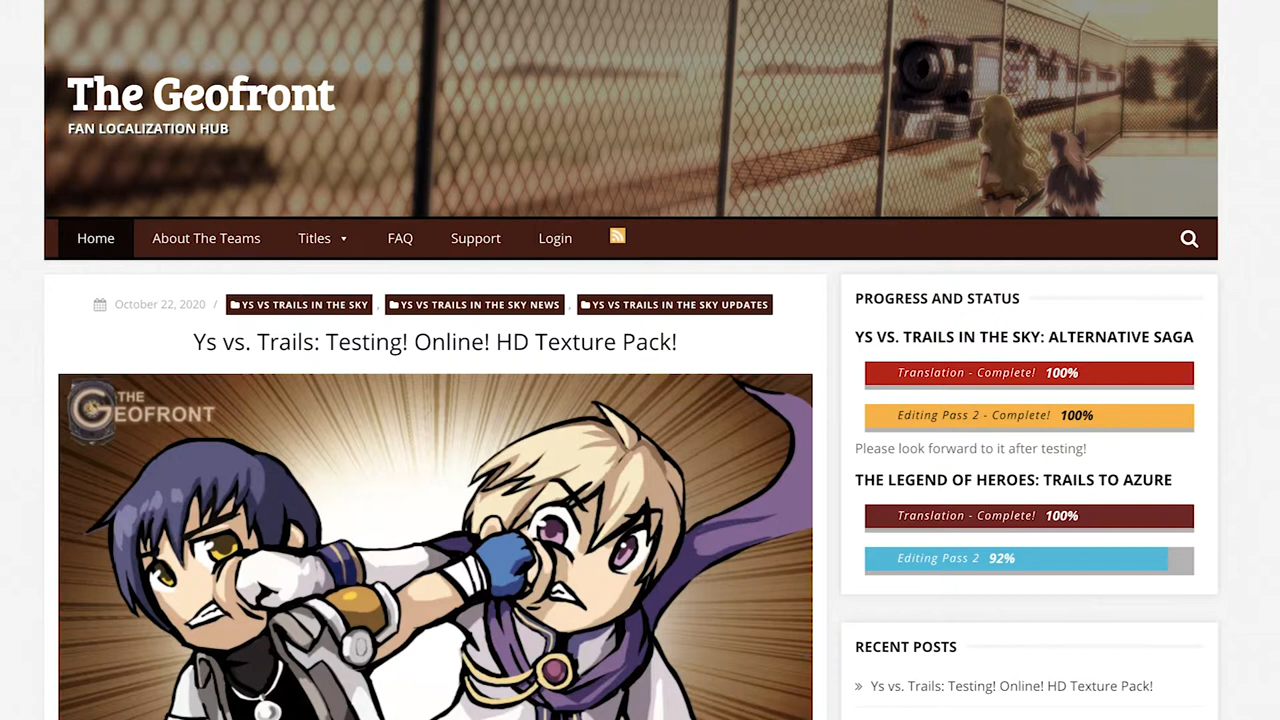 The Geofront
FAN LOCALIZATION HUB
Home About The Teams Titles FAQ Support Login
October 22, 2020 / YS VS TRAILS IN THE SKY , YS VS TRAILS IN THE SKY NEWS , YS VS TRAILS IN THE SKY UPDATES
Ys vs. Trails: Testing! Online! HD Texture Pack!
THE
GEOFRONT
PROGRESS AND STATUS
YS VS. TRAILS IN THE SKY: ALTERNATIVE SAGA
Translation - Complete! 100%
Editing Pass 2 - Complete! 100%
Please look forward to it after testing!
THE LEGEND OF HEROES: TRAILS TO AZURE
Translation - Complete! 100%
Editing Pass 2 92%
RECENT POSTS
» Ys vs. Trails: Testing! Online! HD Texture Pack!